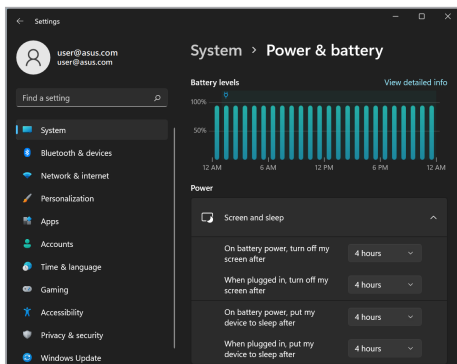 Settings
user@asus.com
user@asus.com
Find a setting
System
Bluetooth & devices
Network & internet
Personalization
Apps
Accounts
Time & language
Gaming
Accessibility
Privacy & security
Windows Update
System > Power & battery
Battery levels
View detailed info
100%
50%
12 AM 6 AM 12 PM 6 PM 12 AM
Power
Screen and sleep
On battery power, turn off my
screen after
4 hours
When plugged in, turn off my
screen after
4 hours
On battery power, put my
device to sleep after
4 hours
When plugged in, put my
device to sleep after
4 hours